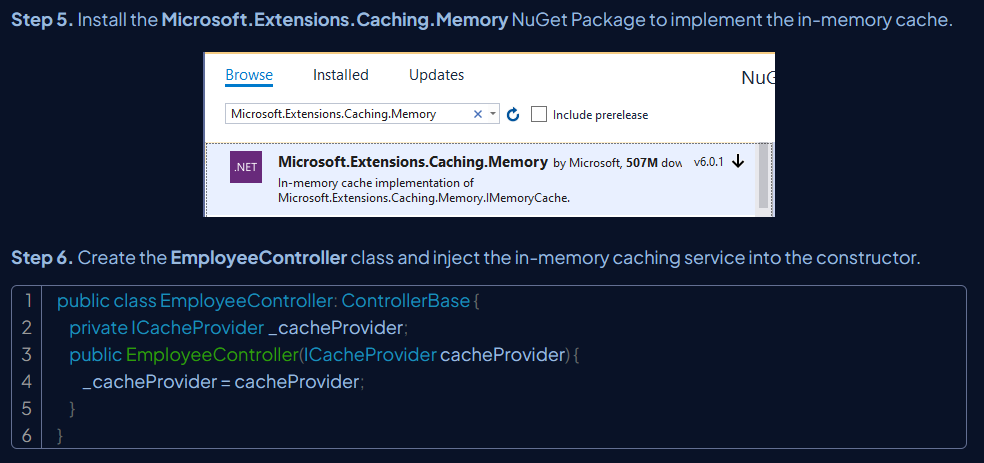 Step 5. Install the Microsoft.Extensions.Caching.Memory NuGet Package to implement the in-memory cache.
Browse Installed Updates
Microsoft.Extensions.Caching.Memory Include prerelease
.NET Microsoft.Extensions.Caching.Memory by Microsoft, 507M v6.0.1
In-memory cache implementation of
Microsoft.Extensions.Caching.Memory.IMemoryCache.
Step 6. Create the EmployeeController class and inject the in-memory caching service into the constructor.
1 public class EmployeeController: ControllerBase {
2 private ICacheProvider _cacheProvider;
3 public EmployeeController(ICacheProvider cacheProvider) {
4 _cacheProvider = cacheProvider;
5 }
6 }